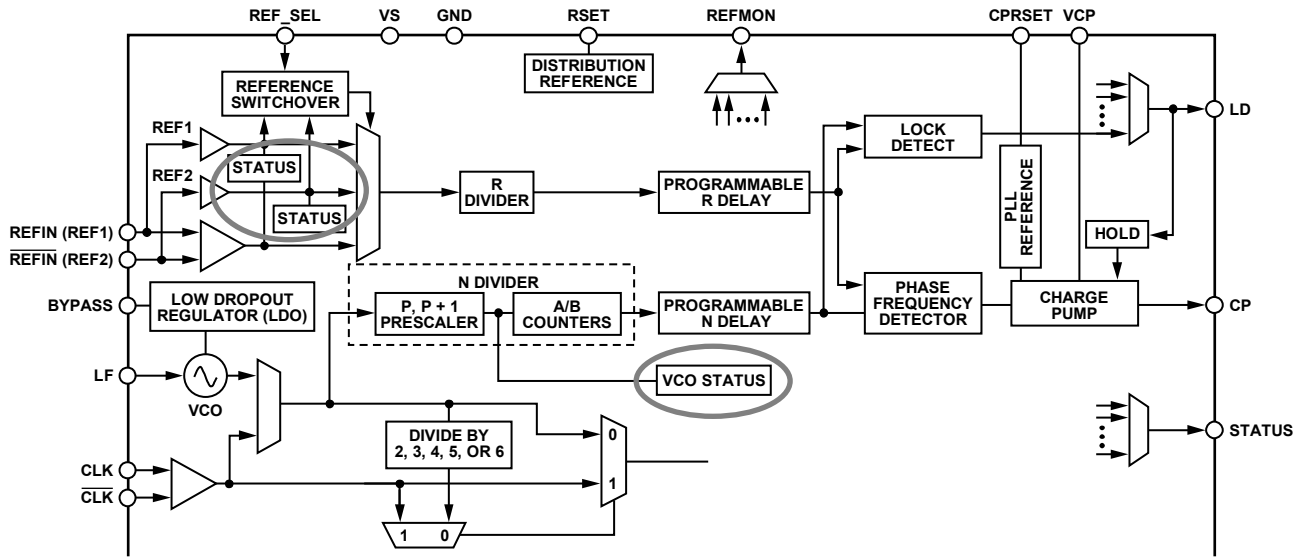 REF_SEL
VS
GND
RSET
REFMON
CPRSET
VCP
REFERENCE
SWITCHOVER
DISTRIBUTION
REFERENCE
REF1
STATUS
REF2
STATUS
REFIN (REF1)
REFIN (REF2)
BYPASS
LOW DROPOUT
REGULATOR (LDO)
LF
VCO
CLK
CLK
R
DIVIDER
PROGRAMMABLE
R DELAY
N DIVIDER
P, P + 1
PRESCALER
A/B
COUNTERS
PROGRAMMABLE
N DELAY
VCO STATUS
DIVIDE BY
2, 3, 4, 5, OR 6
0
1
1 0
LOCK
DETECT
PLL
REFERENCE
HOLD
PHASE
FREQUENCY
DETECTOR
CHARGE
PUMP
LD
CP
STATUS